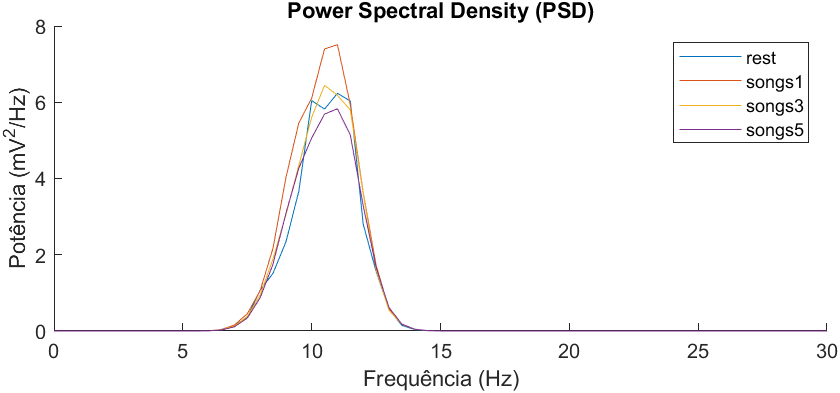 Power Spectral Density (PSD)
8
6
4
2
0
Potência (mV²/Hz)
rest
songs1
songs3
songs5
0 5 10 15 20 25 30
Frequência (Hz)